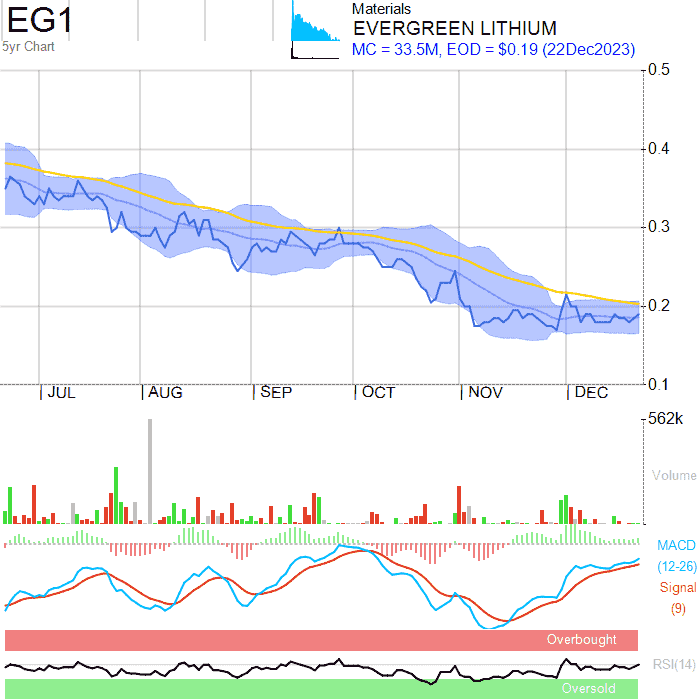 EG1
5yr Chart
Materials
EVERGREEN LITHIUM
MC = 33.5M, EOD = $0.19 (22Dec2023)
0.5
0.4
0.3
0.2
0.1
JUL AUG SEP OCT NOV DEC
562k
Volume
MACD
(12-26)
Signal
(9)
Overbought
RSI(14)
Oversold